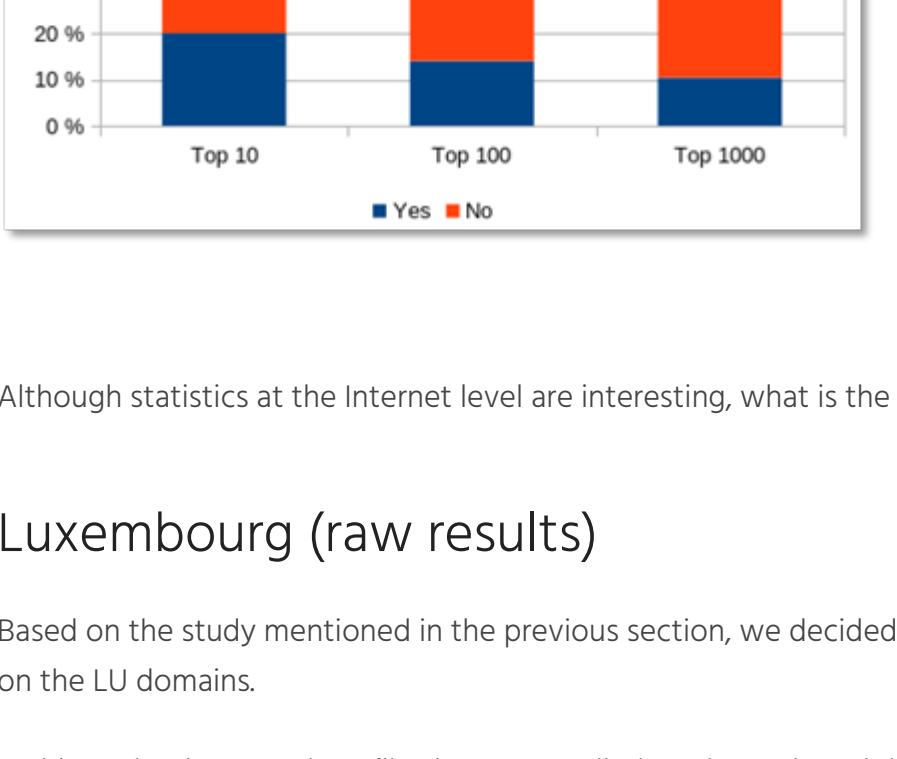 20 %
10 %
0 %
Top 10 Top 100 Top 1000
Yes No
Although statistics at the Internet level are interesting, what is the
Luxembourg (raw results)
Based on the study mentioned in the previous section, we decided
on the LU domains.